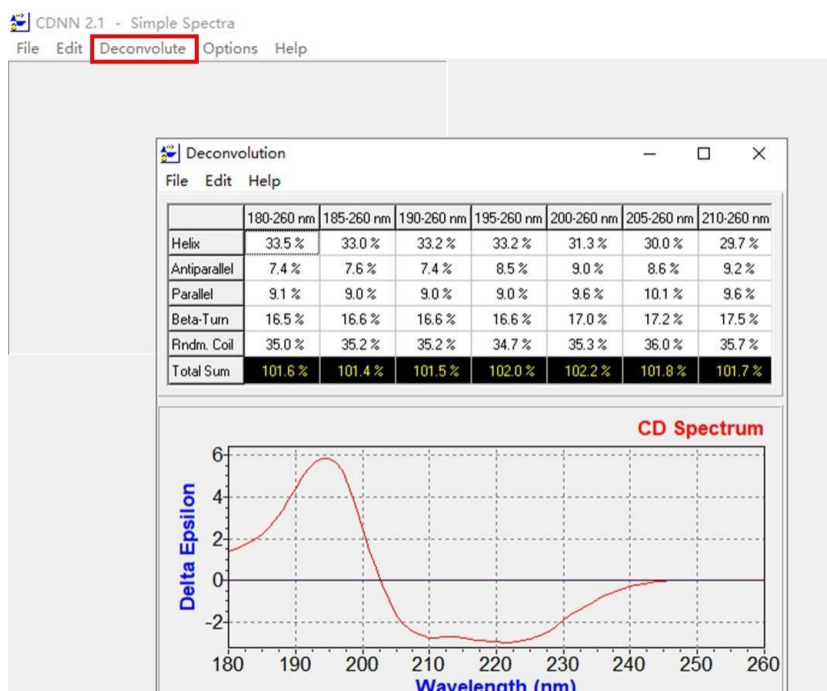 CDNN 2.1 - Simple Spectra
File Edit Deconvolute Options Help
Deconvolution
File Edit Help
180-260 nm 185-260 nm 190-260 nm 195-260 nm 200-260 nm 205-260 nm 210-260 nm
Helix 33.5 % 33.0 % 33.2 % 33.2 % 31.3 % 30.0 % 29.7 %
Antiparallel 7.4 % 7.6 % 7.4 % 8.5 % 9.0 % 8.6 % 9.2 %
Parallel 9.1 % 9.0 % 9.0 % 9.0 % 9.6 % 10.1 % 9.6 %
Beta-Turn 16.5 % 16.6 % 16.6 % 16.6 % 17.0 % 17.2 % 17.5 %
Rndm. Coil 35.0 % 35.2 % 35.2 % 34.7 % 35.3 % 36.0 % 35.7 %
Total Sum 101.6 % 101.4 % 101.5 % 102.0 % 102.2 % 101.8 % 101.7 %
CD Spectrum
Delta Epsilon
6
4
2
0
-2
180 190 200 210 220 230 240 250 260
Wavelength (nm)